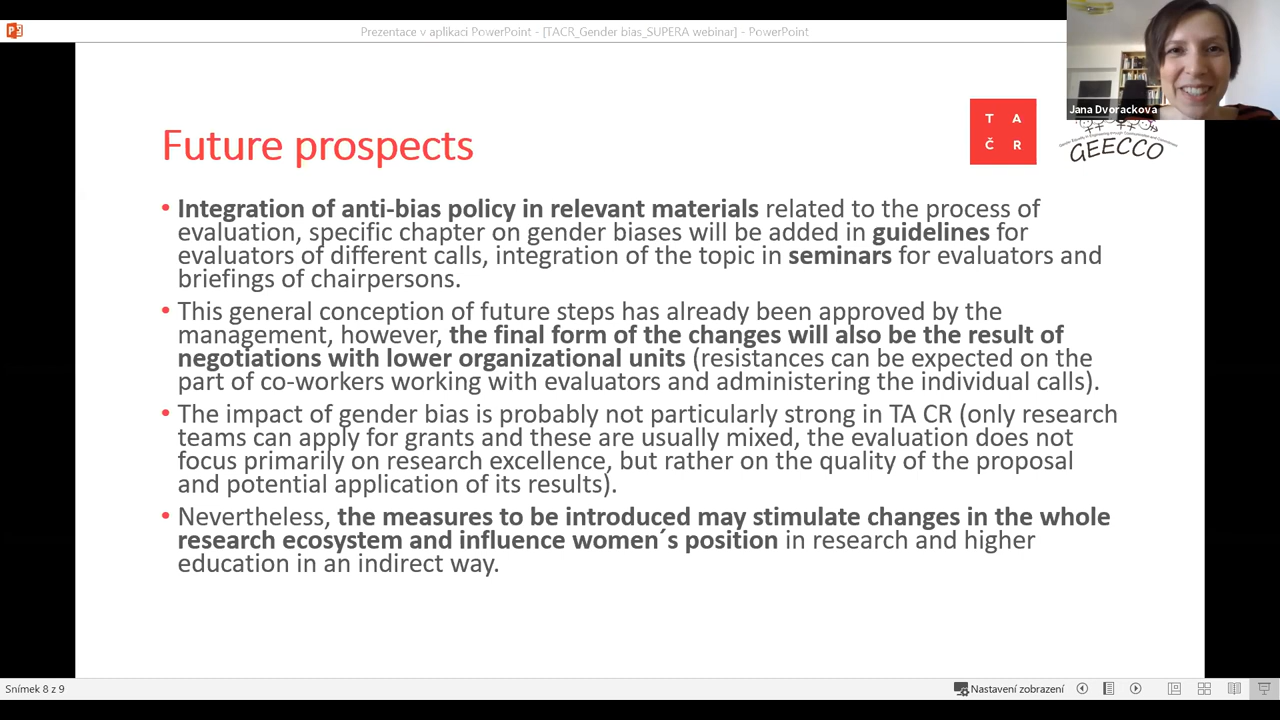 Prezentace v aplikaci PowerPoint - [TACR_Gender bias_SUPERA webinar] - PowerPoint
Jana Dvorackova
T A
Č R
GEECCO
Future prospects
• Integration of anti-bias policy in relevant materials related to the process of
evaluation, specific chapter on gender biases will be added in guidelines for
evaluators of different calls, integration of the topic in seminars for evaluators and
briefings of chairpersons.
• This general conception of future steps has already been approved by the
management, however, the final form of the changes will also be the result of
negotiations with lower organizational units (resistances can be expected on the
part of co-workers working with evaluators and administering the individual calls).
• The impact of gender bias is probably not particularly strong in TA CR (only research
teams can apply for grants and these are usually mixed, the evaluation does not
focus primarily on research excellence, but rather on the quality of the proposal
and potential application of its results).
• Nevertheless, the measures to be introduced may stimulate changes in the whole
research ecosystem and influence women´s position in research and higher
education in an indirect way.
Snímek 8 z 9
Nastavení zobrazení